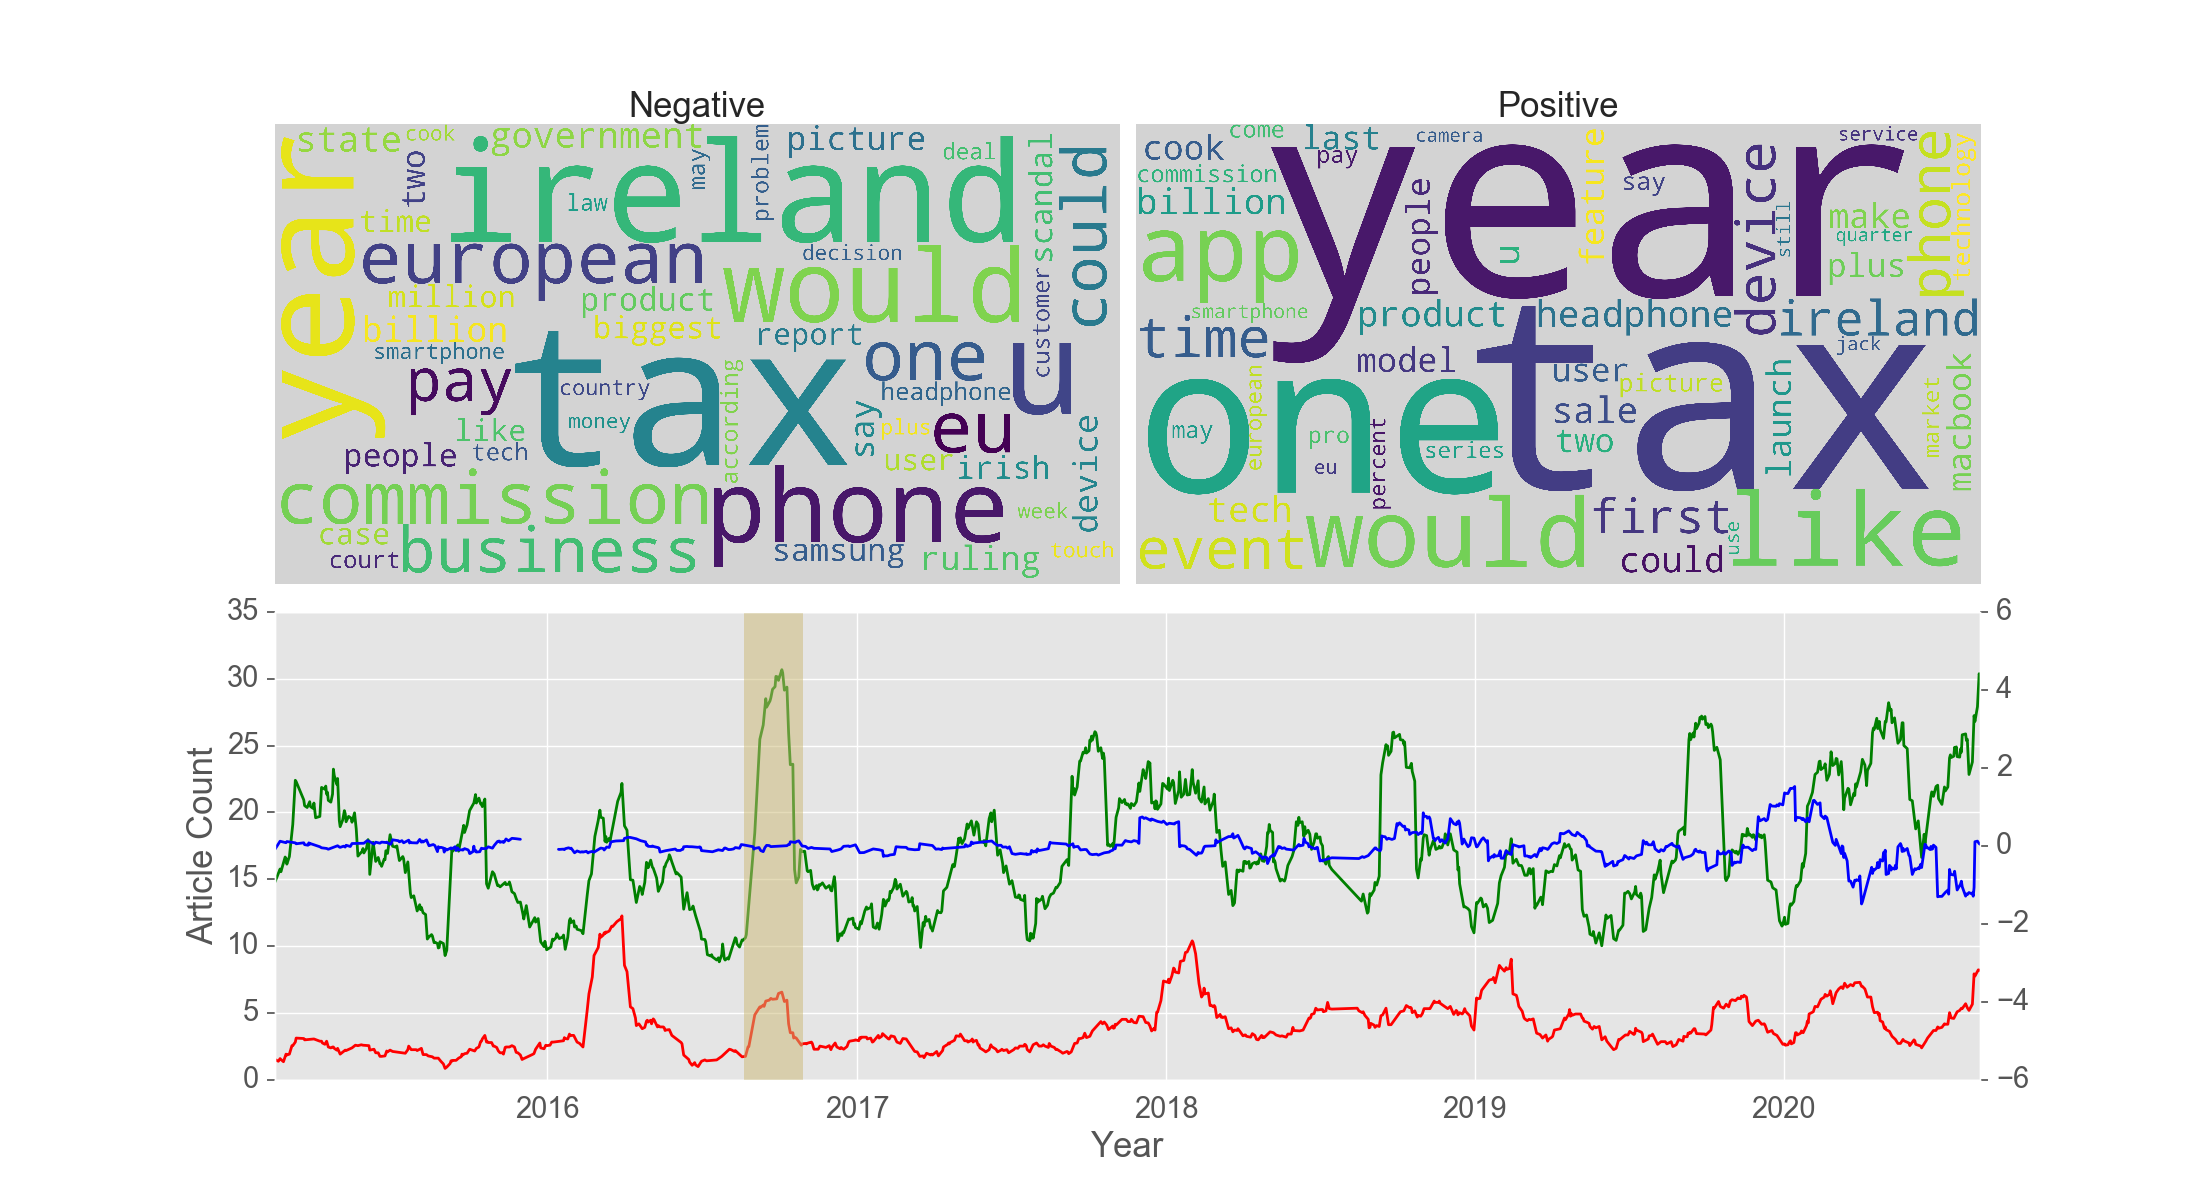 Negative
state cook government picture
two may problem deal scandal could
year ireland law
time european decision
million product would customer
billion biggest report
smartphone pay tax one u
country headphone
money according say plus eu device
like user irish
people tech
commission phone week
case business samsung ruling touch
court
Positive
come last camera service
cook pay year feature device phone technology
commission people say make
billion u still quarter
app plus
smartphone product headphone ireland
time model tax jack
one user picture launch market macbook
european sale
may pro two
eu series percent
tech first
event would could use like
35
30
25
20
15
10
5
0
Article Count
6
4
2
0
−2
−4
−6
2016 2017 2018 2019 2020
Year